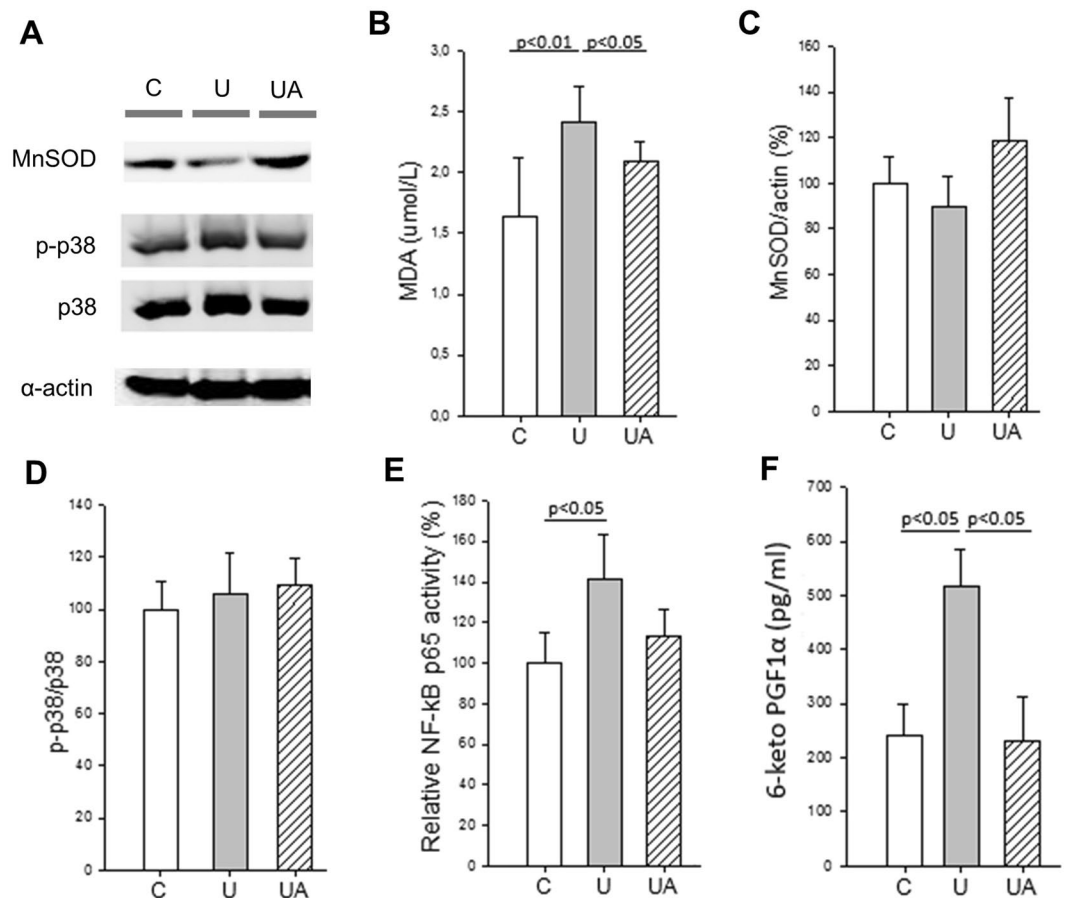 A
C U UA
MnSOD
p-p38
p38
α-actin
B
p<0.01 p<0.05
3,0
2,5
2,0
1,5
1,0
0,5
0,0
MDA (umol/L)
C U UA
C
160
140
120
100
80
60
40
20
0
MnSOD/actin (%)
C U UA
D
140
120
100
80
60
40
20
0
p-p38/p38
C U UA
E
p<0.05
180
160
140
120
100
80
60
40
20
0
Relative NF-kB p65 activity (%)
C U UA
F
p<0.05 p<0.05
700
600
500
400
300
200
100
0
6-keto PGF1α (pg/ml)
C U UA